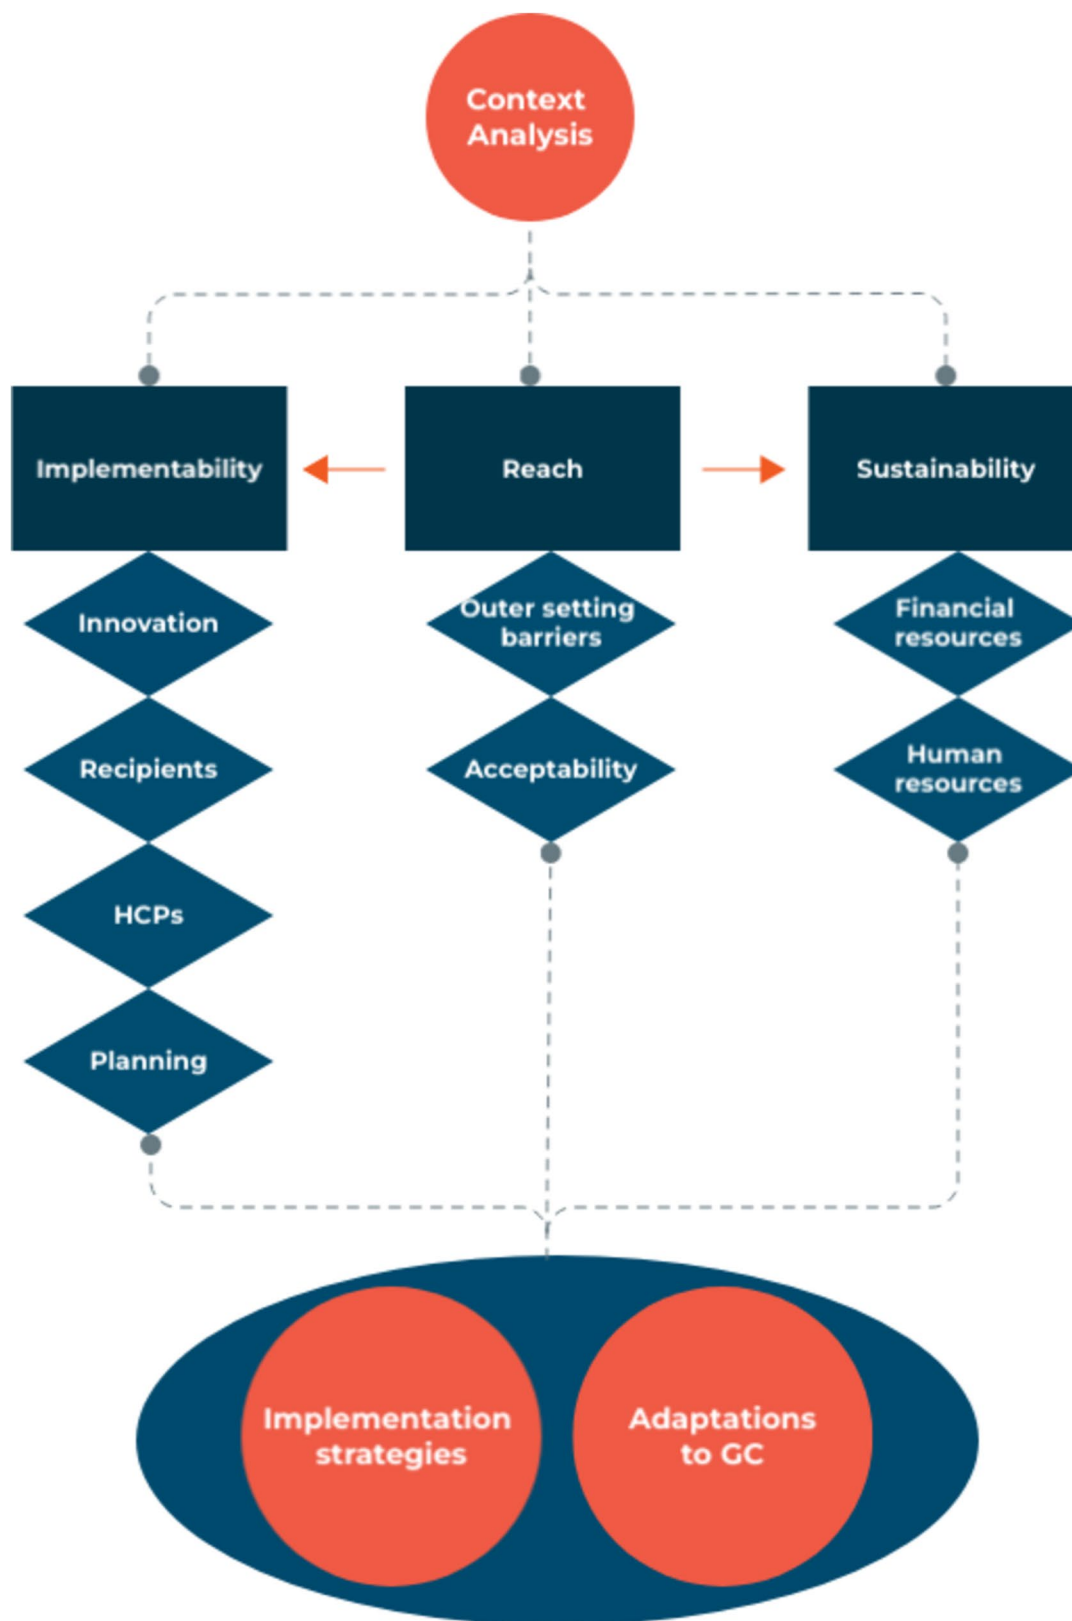 Context
Analysis
Implementability
Reach
Sustainability
Innovation
Outer setting
barriers
Financial
resources
Recipients
Acceptability
Human
resources
HCPs
Planning
Implementation
strategies
Adaptations
to GC